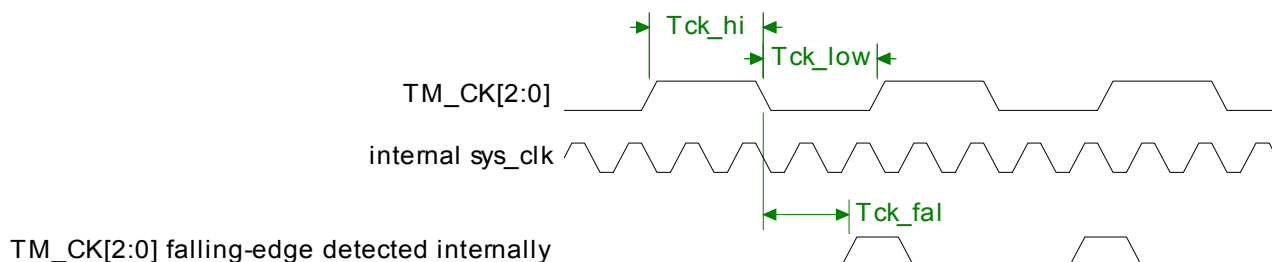 Tck_hi
Tck_low
TM_CK[2:0]
internal sys_clk
Tck_fal
TM_CK[2:0] falling-edge detected internally